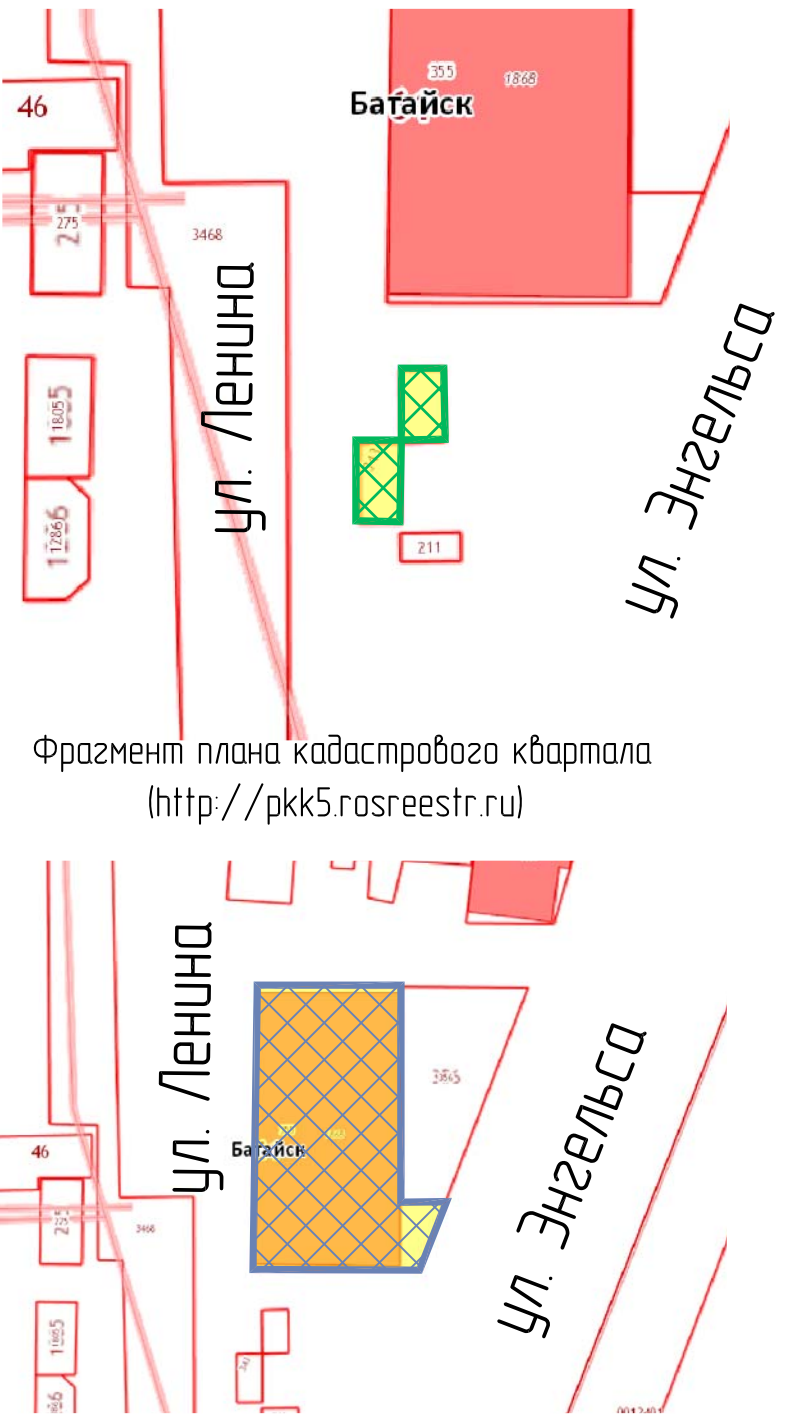 355
1868
Батайск
46
275
3468
ул. Ленина
ул. Энгельса
211
Фрагмент плана кадастрового квартала
(http://pkk5.rosreestr.ru)
ул. Ленина
ул. Энгельса
Батайск
46
275
3468